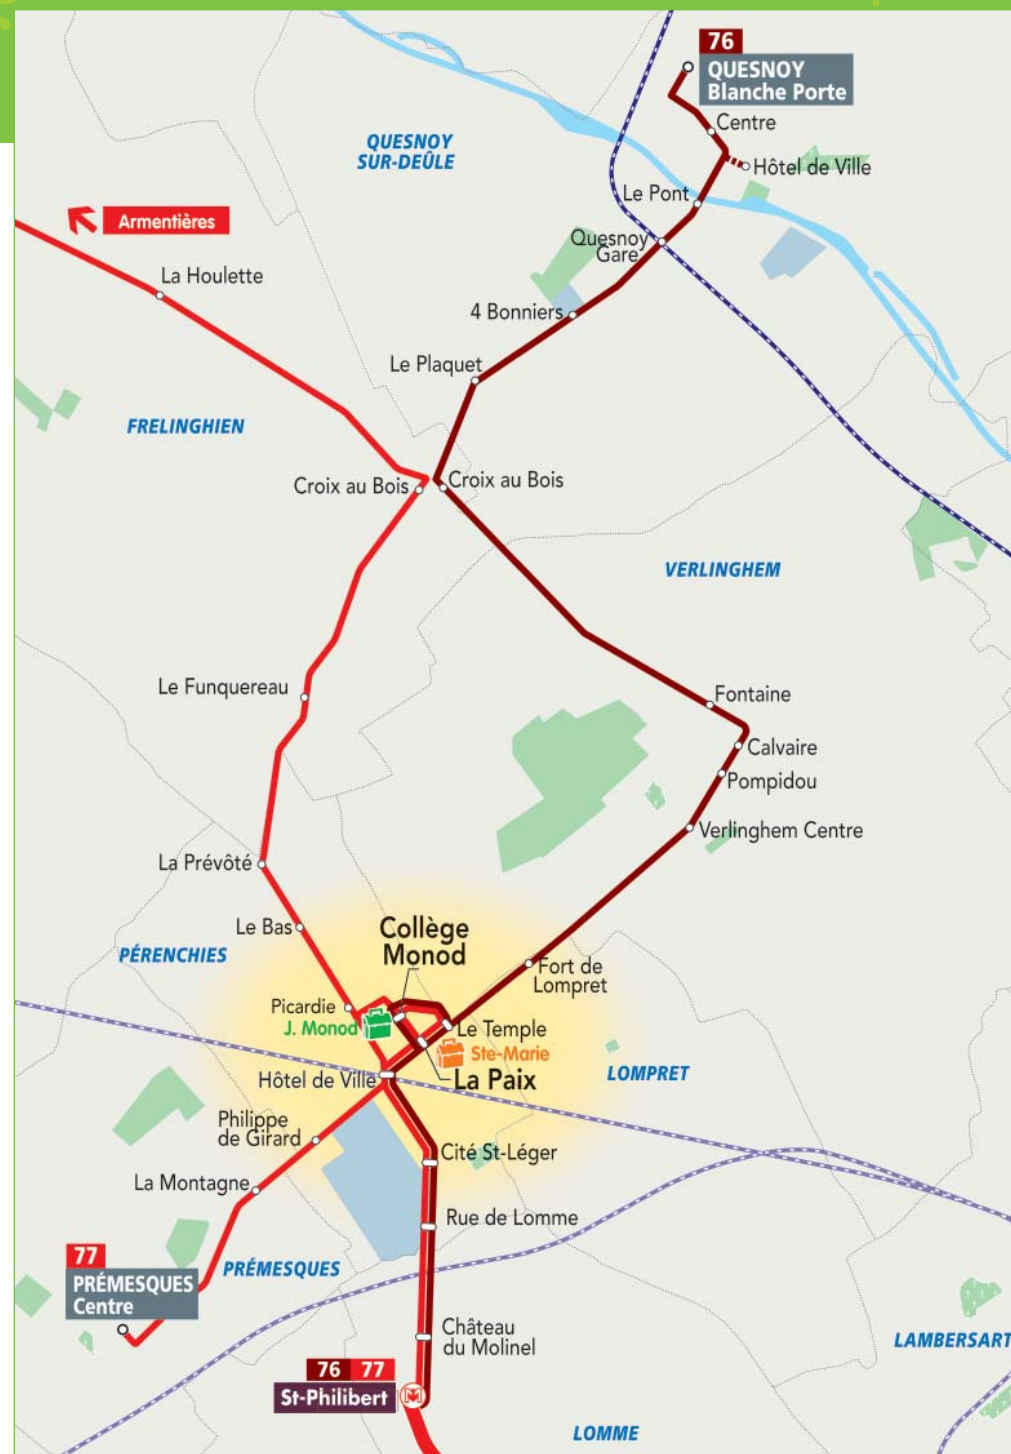 76
QUESNOY
Blanche Porte
Centre
QUESNOY
SUR-DEÛLE
Hôtel de Ville
Le Pont
Armentières
Quesnoy
Gare
La Houlette
4 Bonniers
Le Plaquet
FRELINGHIEN
Croix au Bois
Croix au Bois
VERLINGHEM
Le Funquereau
Fontaine
Calvaire
Pompidou
Verlinghem Centre
La Prévôté
Le Bas
Collège
Monod
PÉRENCHIES
Fort de
Lompret
Picardie
J. Monod
Le Temple
Ste-Marie
Hôtel de Ville
La Paix
LOMPRET
Philippe
de Girard
Cité St-Léger
La Montagne
Rue de Lomme
77
PRÉMESQUES
Centre
PRÉMESQUES
Château
du Molinel
LAMBERSART
76 77
St-Philibert
M
LOMME